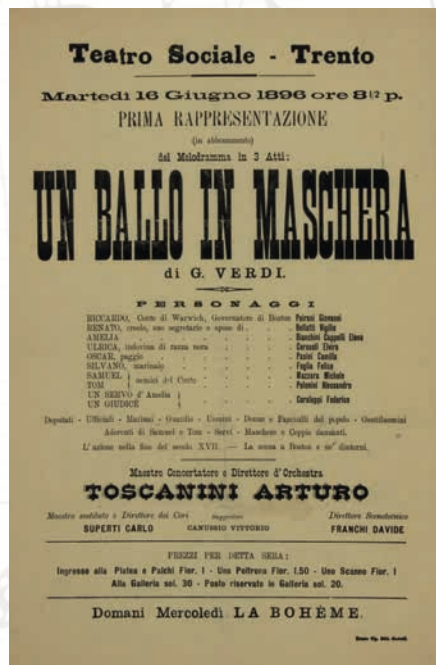 Teatro Sociale - Trento
Martedì 16 Giugno 1896 ore 8 1/2 p.
PRIMA RAPPRESENTAZIONE
(in abbonamento)
del Melodramma in 3 Atti:
UN BALLO IN MASCHERA
di G. VERDI.
PERSONAGGI
RICCARDO, Conte di Warwich, Governatore di Boston Peirani Giovanni
RENATO, creolo, suo segretario e sposo di . . Bellatti Virgilio
AMELIA . . . . . . Bianchini Cappelli Elena
ULRICA, indovina di razza nera . . . . Ceresoli Elvira
OSCAR, paggio . . . . . . Pasini Camilla
SILVANO, marinaio . . . . . Foglia Felice
SAMUEL } nemici del Conte . . . . Mazzara Michele
TOM . . . . Polonini Alessandro
UN SERVO d'Amelia } . . . . Caraloppi Federico
UN GIUDICE
Deputati - Ufficiali - Marinai - Guardie - Uomini - Donne e Fanciulli del popolo - Gentiluomini
Aderenti di Samuel e Tom - Servi - Maschere e Coppie danzanti.
L'azione nella fine del secolo XVII. — La scena a Boston e ne' dintorni.
Maestro Concertatore e Direttore d'Orchestra
TOSCANINI ARTURO
Maestro sostituto e Direttore dei Cori Suggeritore Direttore Scenotecnico
SUPERTI CARLO CANUSSIO VITTORIO FRANCHI DAVIDE
PREZZI PER DETTA SERA:
Ingresso alla Platea e Palchi Fior. 1 - Una Poltrona Fior. 1.50 - Uno Scanno Fior. 1
Alla Galleria sol. 30 - Posto riservato in Galleria sol. 20.
Domani Mercoledì LA BOHÈME.
Trento Tip.